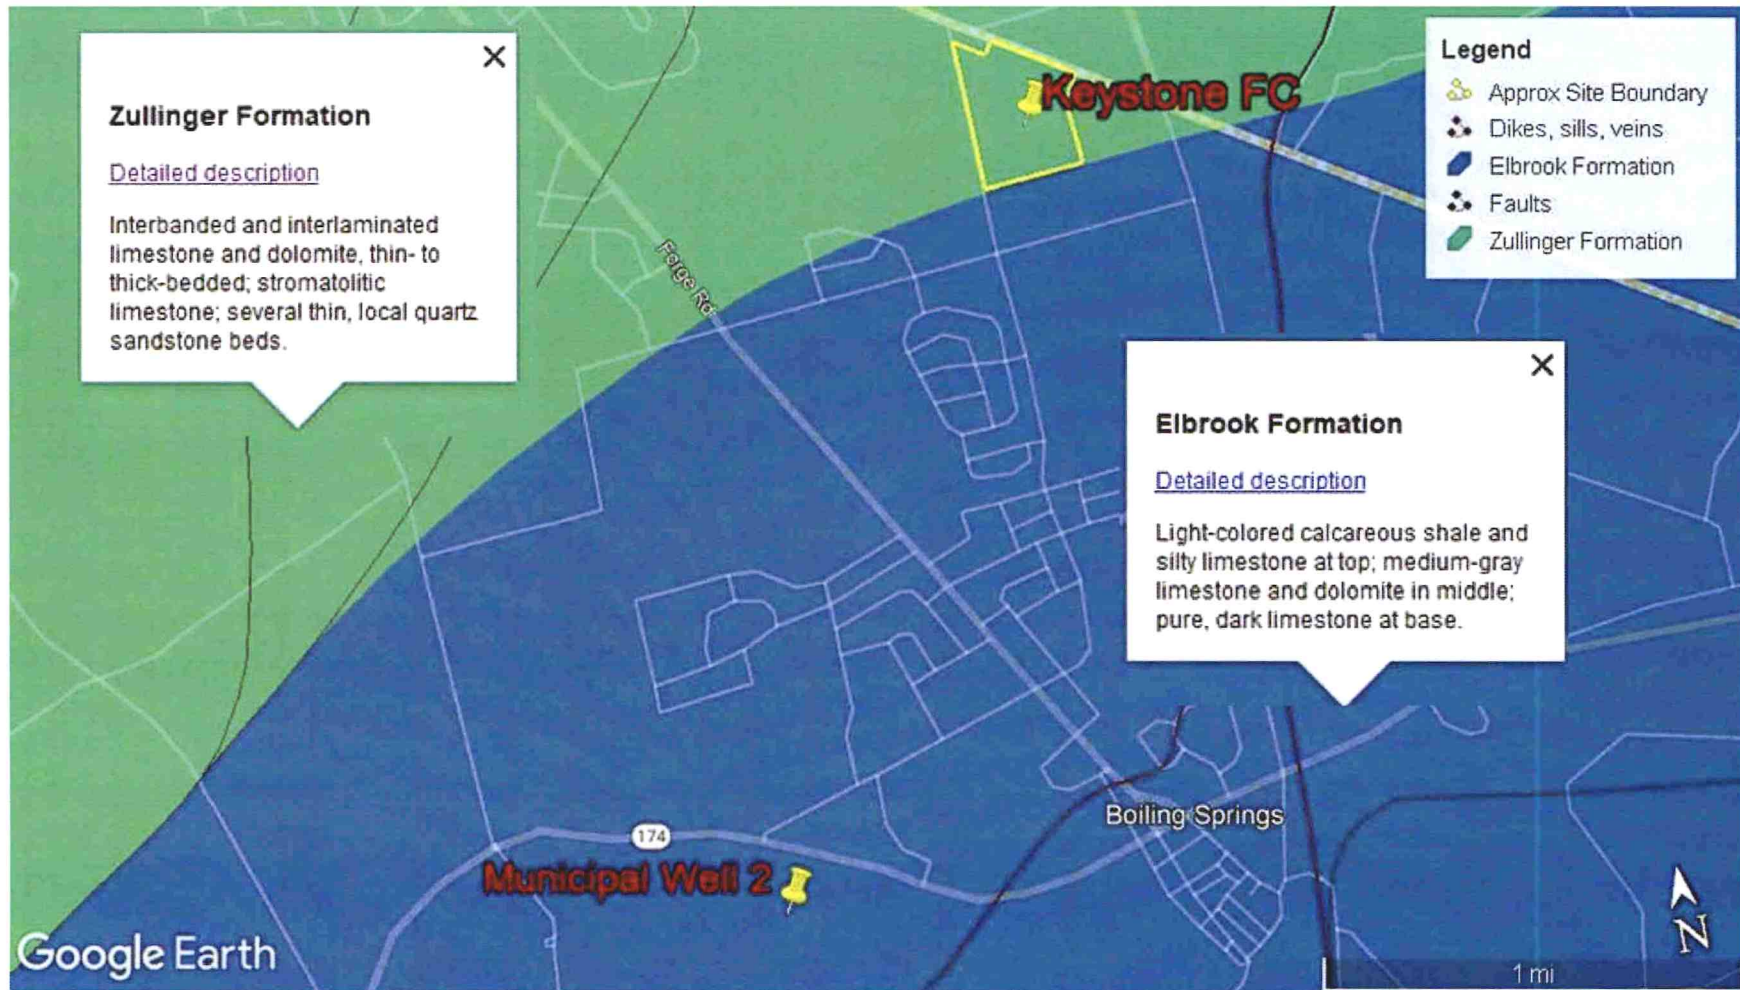 Zullinger Formation
Detailed description
Interbanded and interlaminated
limestone and dolomite, thin- to
thick-bedded; stromatolitic
limestone; several thin, local quartz
sandstone beds.
Keystone FC
Legend
Approx Site Boundary
Dikes, sills, veins
Elbrook Formation
Faults
Zullinger Formation
Forge Rd
Elbrook Formation
Detailed description
Light-colored calcareous shale and
silty limestone at top; medium-gray
limestone and dolomite in middle;
pure, dark limestone at base.
Boiling Springs
174
Municipal Well 2
N
Google Earth
1 mi